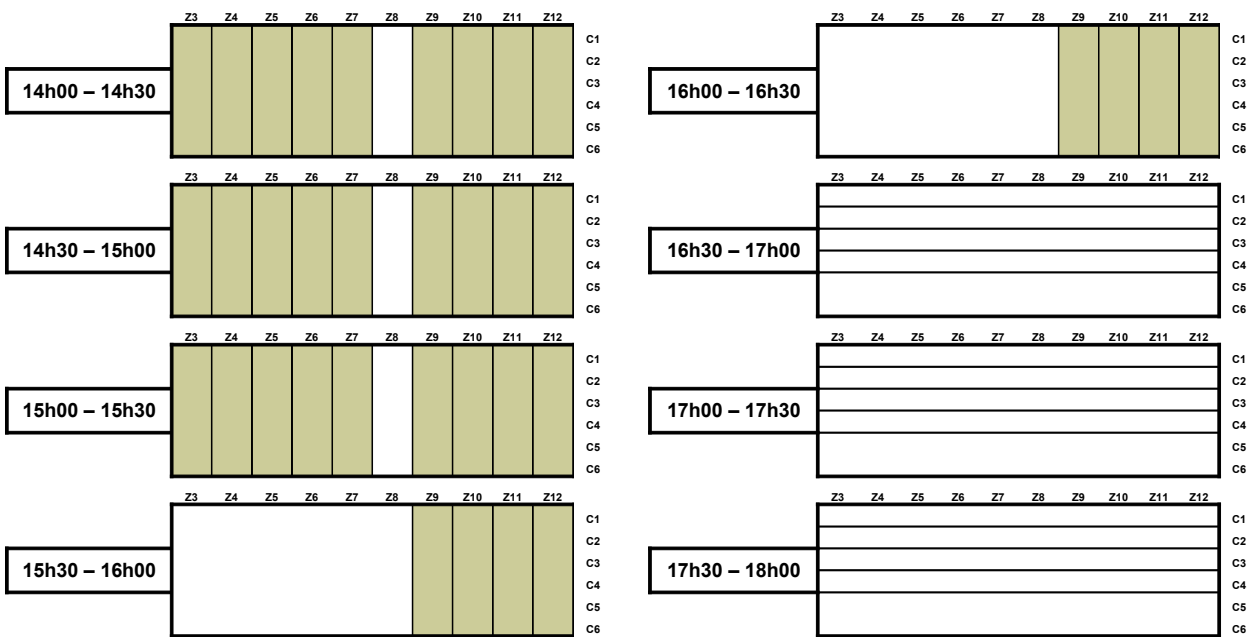 Z3 Z4 Z5 Z6 Z7 Z8 Z9 Z10 Z11 Z12
C1
C2
14h00 – 14h30
C3
C4
C5
C6
Z3 Z4 Z5 Z6 Z7 Z8 Z9 Z10 Z11 Z12
C1
C2
14h30 – 15h00
C3
C4
C5
C6
Z3 Z4 Z5 Z6 Z7 Z8 Z9 Z10 Z11 Z12
C1
C2
15h00 – 15h30
C3
C4
C5
C6
Z3 Z4 Z5 Z6 Z7 Z8 Z9 Z10 Z11 Z12
C1
C2
15h30 – 16h00
C3
C4
C5
C6
Z3 Z4 Z5 Z6 Z7 Z8 Z9 Z10 Z11 Z12
C1
C2
16h00 – 16h30
C3
C4
C5
C6
Z3 Z4 Z5 Z6 Z7 Z8 Z9 Z10 Z11 Z12
C1
C2
16h30 – 17h00
C3
C4
C5
C6
Z3 Z4 Z5 Z6 Z7 Z8 Z9 Z10 Z11 Z12
C1
C2
17h00 – 17h30
C3
C4
C5
C6
Z3 Z4 Z5 Z6 Z7 Z8 Z9 Z10 Z11 Z12
C1
C2
17h30 – 18h00
C3
C4
C5
C6